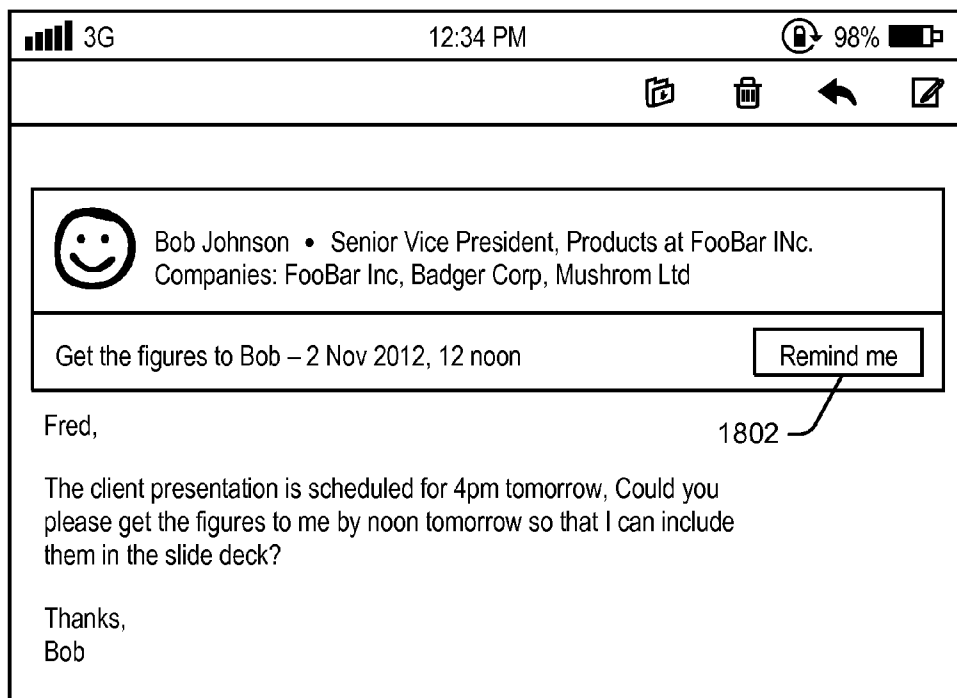 3G 12:34 PM 98%
Bob Johnson • Senior Vice President, Products at FooBar INc.
Companies: FooBar Inc, Badger Corp, Mushrom Ltd
Get the figures to Bob – 2 Nov 2012, 12 noon Remind me
1802
Fred,
The client presentation is scheduled for 4pm tomorrow, Could you
please get the figures to me by noon tomorrow so that I can include
them in the slide deck?
Thanks,
Bob